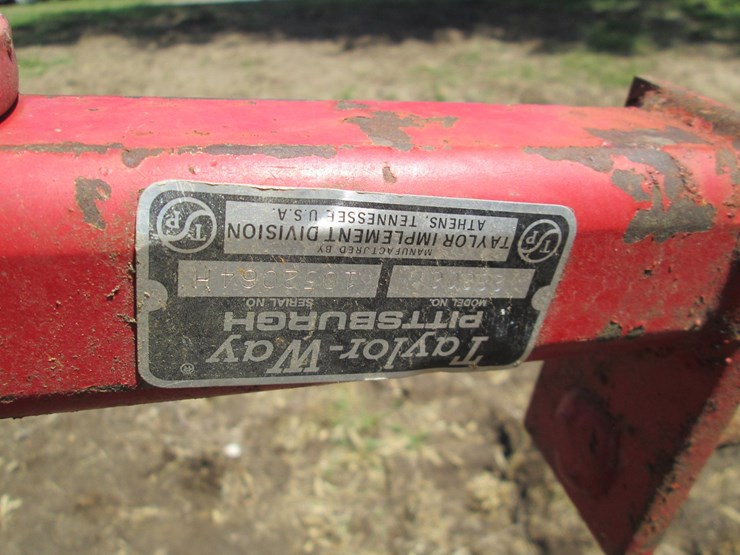 Taylor-Way ®
PITTSBURGH
MODEL NO. SERIAL NO.
MANUFACTURED BY
TAYLOR IMPLEMENT DIVISION
ATHENS, TENNESSEE U.S.A.